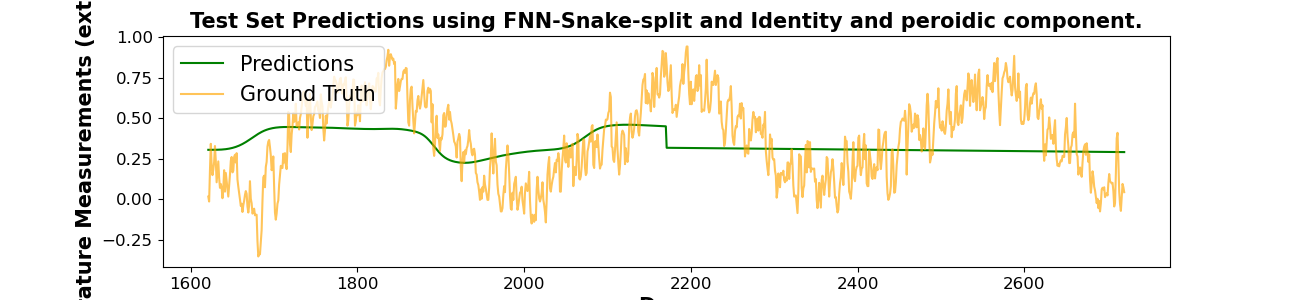 Test Set Predictions using FNN-Snake-split and Identity and peroidic component.
rature Measurements (ext
1.00
0.75
0.50
0.25
0.00
−0.25
Predictions
Ground Truth
1600 1800 2000 2200 2400 2600